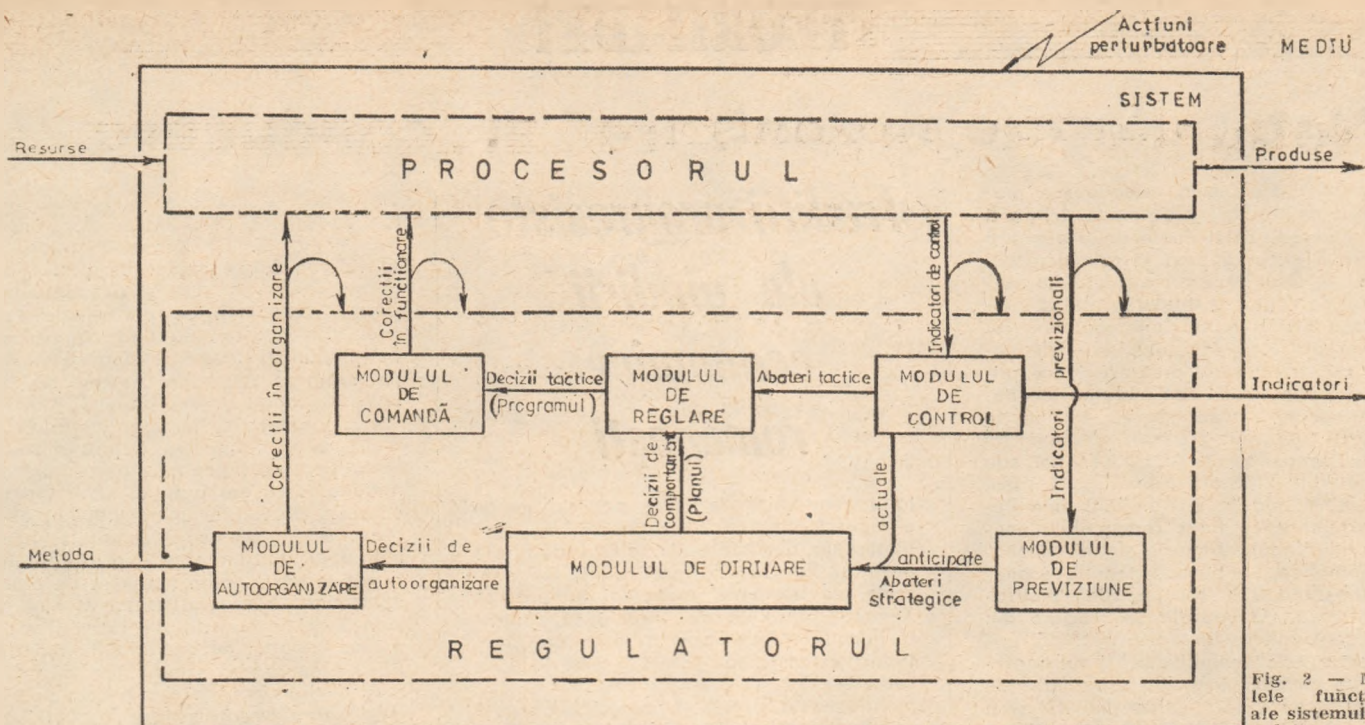 Acțiuni
perturbatoare
MEDIU
SISTEM
Resurse
PROCESORUL
Produse
Corecții în organizare
Corecții
în funcționare
Indicatori de control
Indicatori previzionali
MODULUL
DE
COMANDĂ
Decizii tactice
(Programul)
MODULUL
DE
REGLARE
Abateri tactice
MODULUL
DE
CONTROL
Indicatori
Decizii de
(Planul)
actuale
Metoda
MODULUL
DE
AUTOORGANIZARE
Decizii de
autoorganizare
MODULUL DE DIRIJARE
anticipate
Abateri
strategice
MODULUL
DE
PREVIZIUNE
REGULATORUL
Fig. 2 —
lele
ale